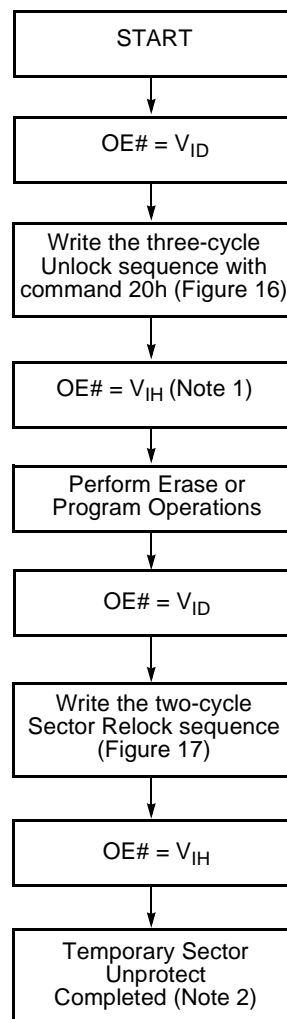 START
OE# = VID
Write the three-cycle
Unlock sequence with
command 20h (Figure 16)
OE# = VIH (Note 1)
Perform Erase or
Program Operations
OE# = VID
Write the two-cycle
Sector Relock sequence
(Figure 17)
OE# = VIH
Temporary Sector
Unprotect
Completed (Note 2)